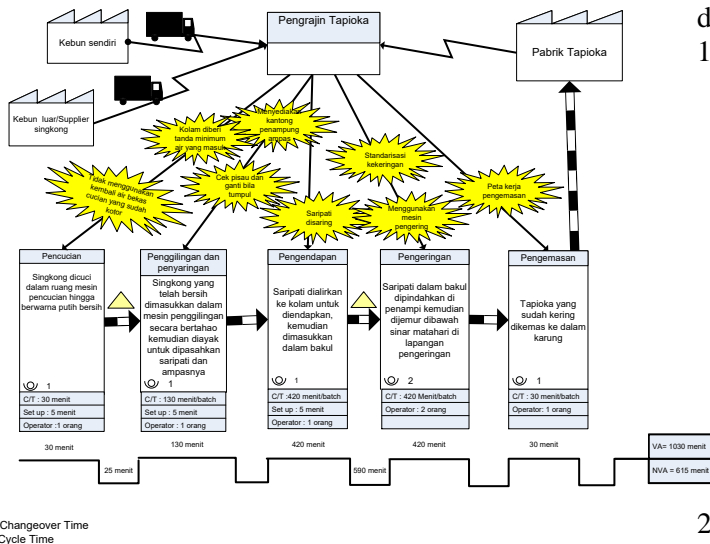 Pengrajin Tapioka
Kebun sendiri
Pabrik Tapioka
Kebun luar/Supplier
singkong
Kolam diberi
tanda minimum
air yang masuk
Menyediakan
kantong
penampung
ampas
Tidak menggunakan
kembali air bekas
cucian yang sudah
kotor
Cek pisau dan
ganti bila
tumpul
Saripati
disaring
Standarisasi
kekeringan
Menggunakan
mesin
pengering
Peta kerja
pengemasan
Pencucian
Singkong dicuci
dalam ruang mesin
pencucian hingga
berwarna putih bersih
1
C/T : 30 menit
Set up : 5 menit
Operator :1 orang
Penggilingan dan
penyaringan
Singkong yang
telah bersih
dimasukkan dalam
mesin penggilingan
secara bertahao
kemudian diayak
untuk dipasahkan
saripati dan
ampasnya
1
C/T : 130 menit/batch
Set up : 5 menit
Operator : 1 orang
Pengendapan
Saripati dialirkan
ke kolam untuk
diendapkan,
kemudian
dimasukkan
dalam bakul
1
C/T :420 menit/batch
Set up : 5 menit
Operator : 1 orang
Pengeringan
Saripati dalam bakul
dipindahkan di
penampi kemudian
dijemur dibawah
sinar matahari di
lapangan
pengeringan
2
C/T : 420 Menit/batch
Operator : 2 orang
Pengemasan
Tapioka yang
sudah kering
dikemas ke dalam
karung
1
C/T : 30 menit/batch
Operator: 1 orang
30 menit
130 menit
420 menit
420 menit
30 menit
25 menit
590 menit
VA= 1030 menit
NVA = 615 menit
Changeover Time
Cycle Time
d
1
2